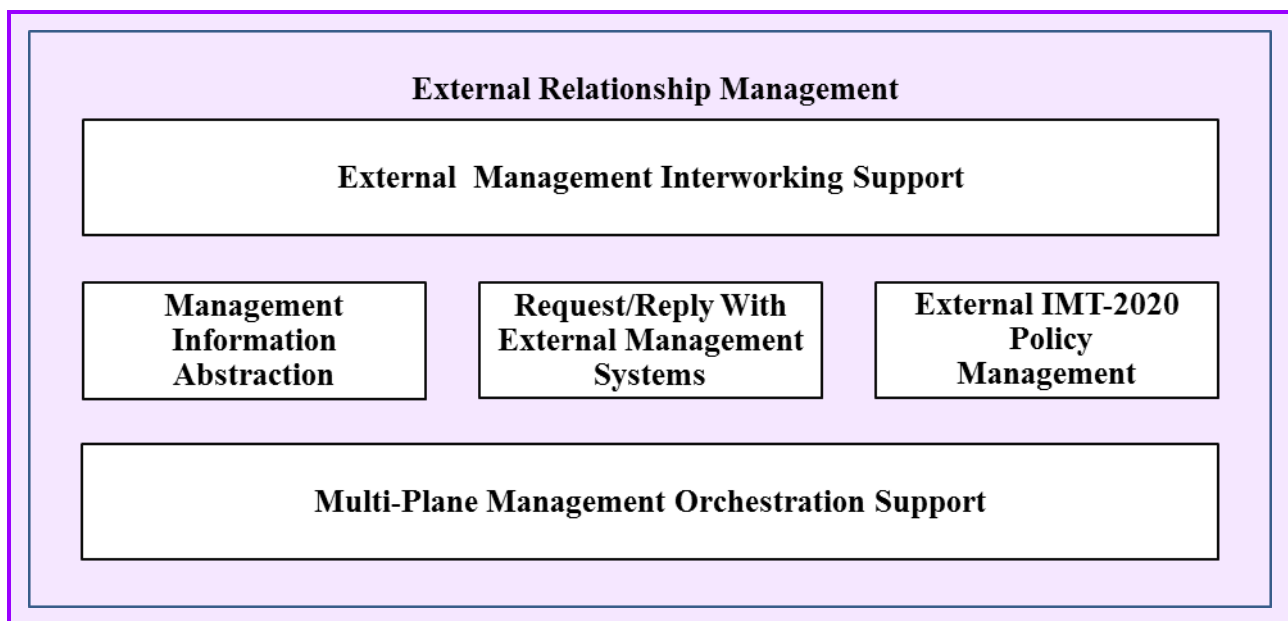 External Relationship Management
External Management Interworking Support
Management
Information
Abstraction
Request/Reply With
External Management
Systems
External IMT-2020
Policy
Management
Multi-Plane Management Orchestration Support